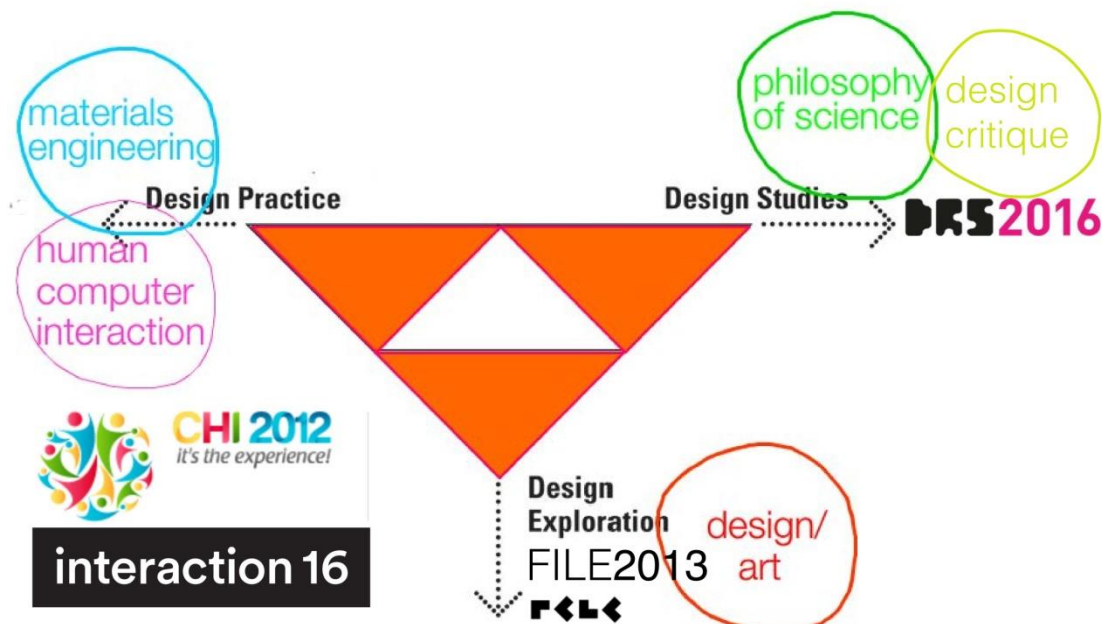 materials
engineering
Design Practice
human
computer
interaction
CHI 2012
it's the experience!
interaction 16
philosophy
of science
design
critique
Design Studies
DRS2016
Design
Exploration
FILE2013
FILE
design/
art